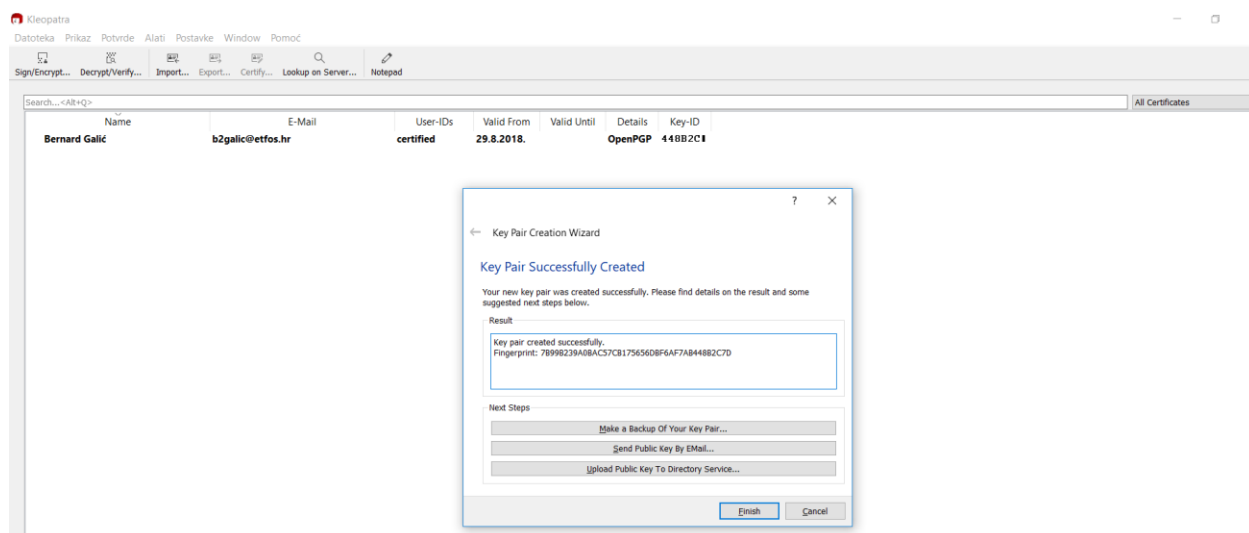 Kleopatra
Datoteka Prikaz Potvrde Alati Postavke Window Pomoć
Sign/Encrypt... Decrypt/Verify... Import... Export... Certify... Lookup on Server... Notepad
Search...<Alt+Q> All Certificates
Name E-Mail User-IDs Valid From Valid Until Details Key-ID
Bernard Galić b2galic@etfos.hr certified 29.8.2018. OpenPGP
?
Key Pair Creation Wizard
Key Pair Successfully Created
Your new key pair was created successfully. Please find details on the result and some
suggested next steps below.
Result
Key pair created successfully.
Fingerprint: 7B99B239A0BAC57CB175656DBF6AF7AB448B2C7D
Next Steps
Make a Backup Of Your Key Pair...
Send Public Key By EMail...
Upload Public Key To Directory Service...
Finish Cancel